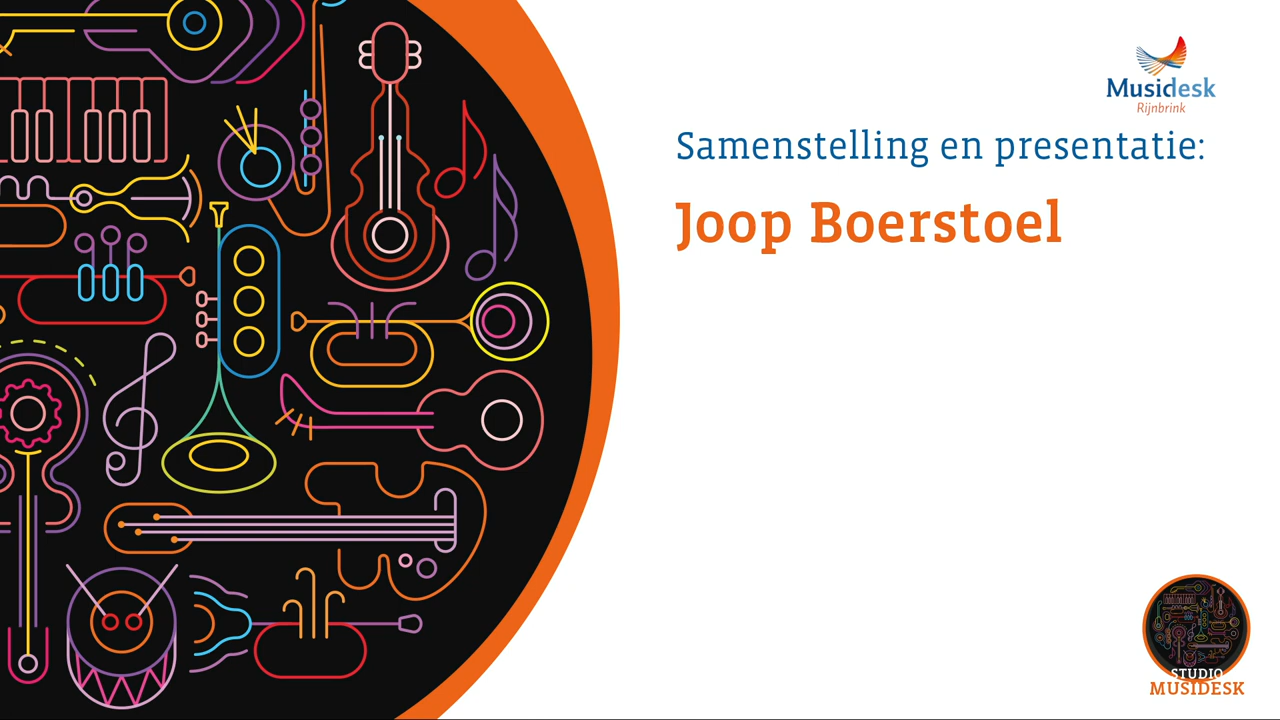 Musidesk
Rijnbrink
Samenstelling en presentatie:
Joop Boerstoel
STUDIO
MUSIDESK